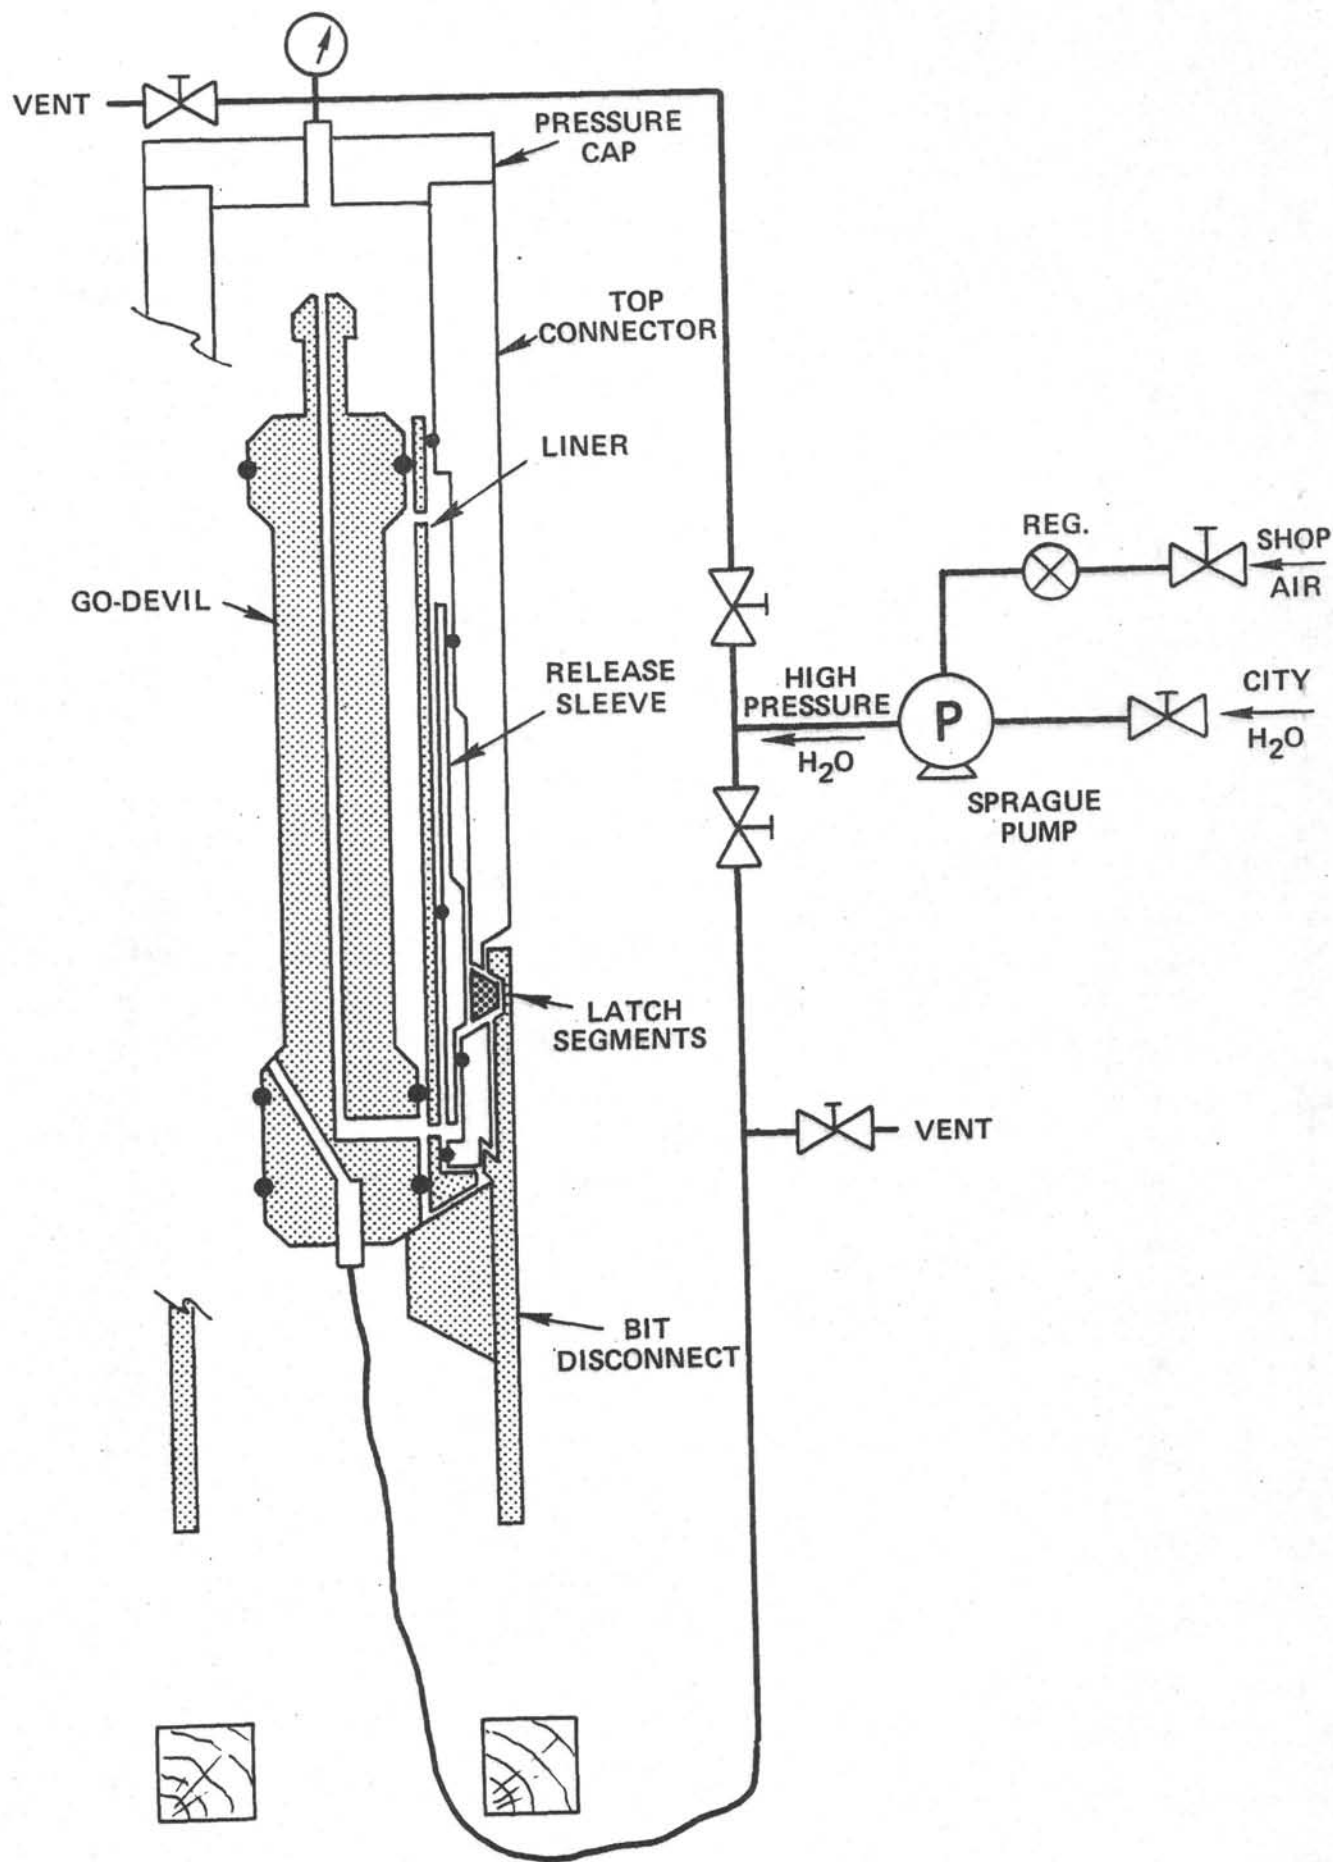 VENT
PRESSURE
CAP
TOP
CONNECTOR
LINER
GO-DEVIL
REG.
SHOP
AIR
RELEASE
SLEEVE
HIGH
PRESSURE
H₂O
P
CITY
H₂O
SPRAGUE
PUMP
LATCH
SEGMENTS
VENT
BIT
DISCONNECT